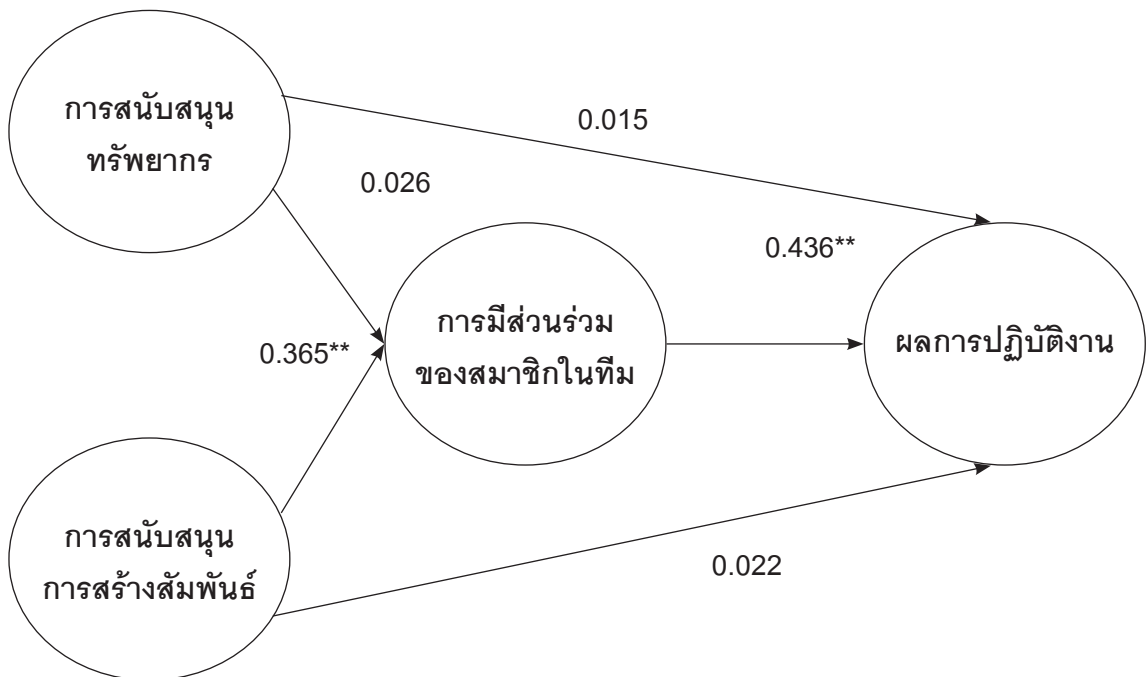 การสนับสนุน
ทรัพยากร
0.015
0.026
0.436**
การมีส่วนร่วม
ของสมาชิกในทีม
ผลการปฏิบัติงาน
0.365**
การสนับสนุน
การสร้างสัมพันธ์
0.022